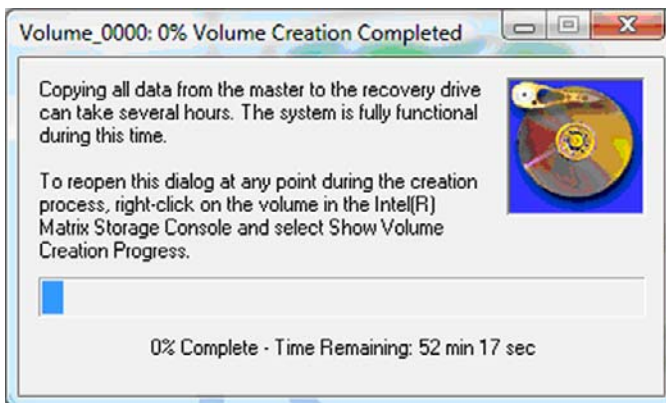 Volume_0000: 0% Volume Creation Completed
Copying all data from the master to the recovery drive
can take several hours. The system is fully functional
during this time.
To reopen this dialog at any point during the creation
process, right-click on the volume in the Intel(R)
Matrix Storage Console and select Show Volume
Creation Progress.
0% Complete - Time Remaining: 52 min 17 sec